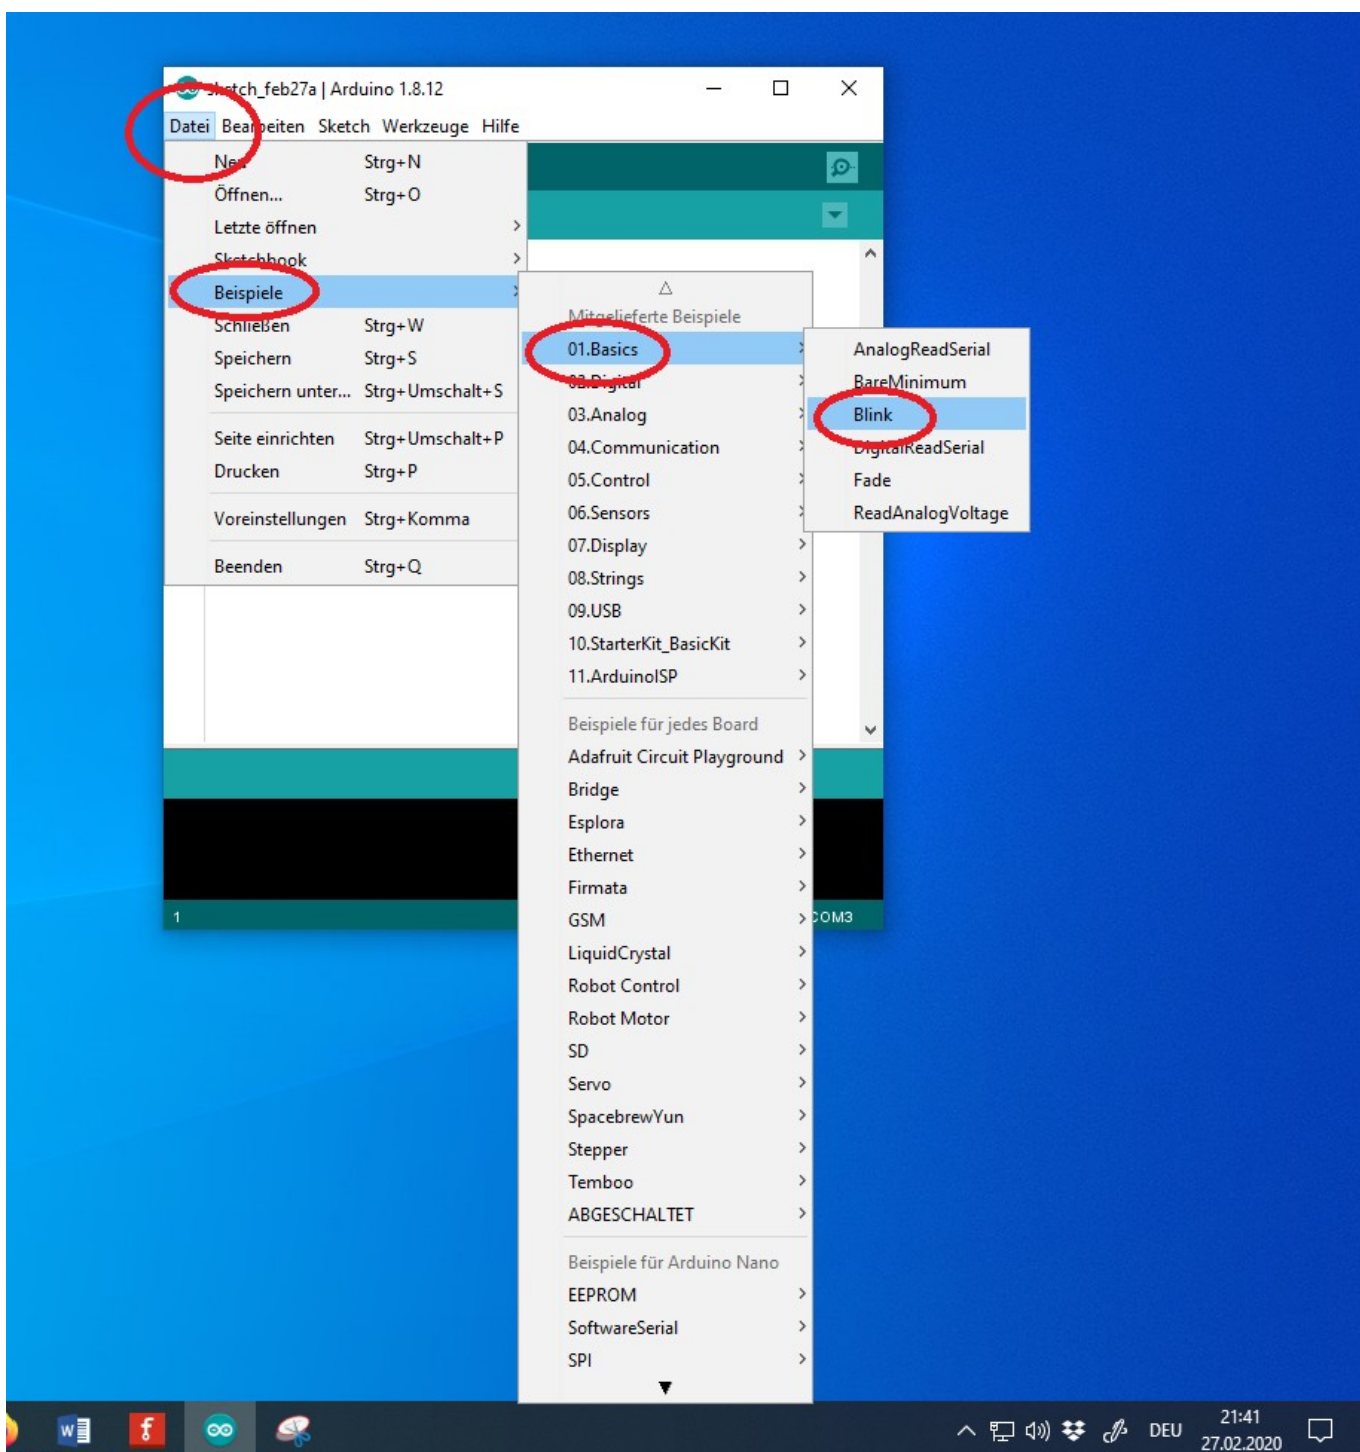 sketch_feb27a | Arduino 1.8.12
Datei Bearbeiten Sketch Werkzeuge Hilfe
Neu Strg+N
Öffnen... Strg+O
Letzte öffnen
Sketchbook
Beispiele
Schließen Strg+W
Speichern Strg+S
Speichern unter... Strg+Umschalt+S
Seite einrichten Strg+Umschalt+P
Drucken Strg+P
Voreinstellungen Strg+Komma
Beenden Strg+Q
Mitgelieferte Beispiele
01.Basics
02.Digital
03.Analog
04.Communication
05.Control
06.Sensors
07.Display
08.Strings
09.USB
10.StarterKit_BasicKit
11.ArduinoISP
Beispiele für jedes Board
Adafruit Circuit Playground
Bridge
Esplora
Ethernet
Firmata
GSM
LiquidCrystal
Robot Control
Robot Motor
SD
Servo
SpacebrewYun
Stepper
Temboo
ABGESCHALTET
Beispiele für Arduino Nano
EEPROM
SoftwareSerial
SPI
AnalogReadSerial
BareMinimum
Blink
DigitalReadSerial
Fade
ReadAnalogVoltage
1 COM3
DEU
21:41
27.02.2020